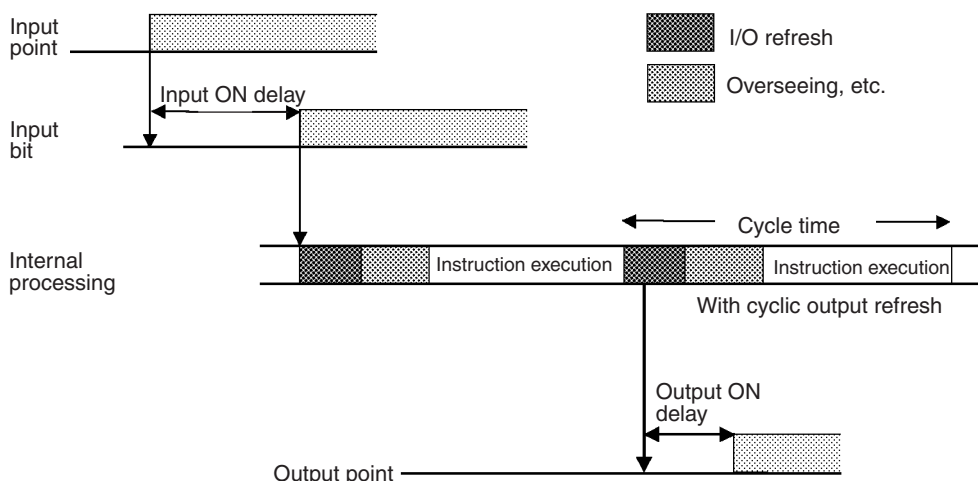 Input
point
I/O refresh
Overseeing, etc.
Input ON delay
Input
bit
Cycle time
Internal
processing
Instruction execution
Instruction execution
With cyclic output refresh
Output ON
delay
Output point